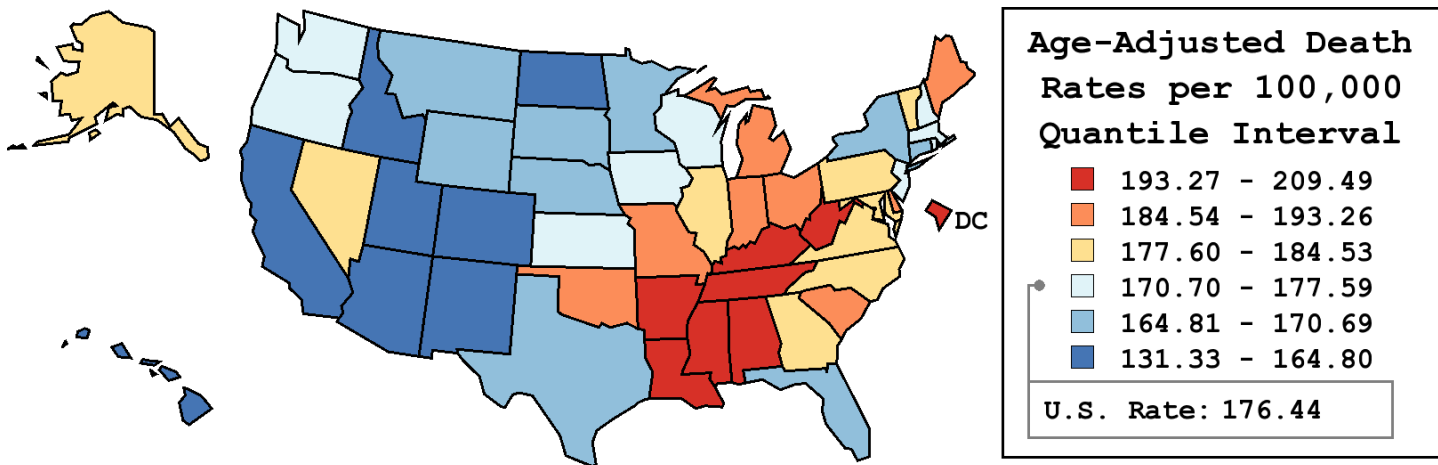 Age-Adjusted Death
Rates per 100,000
Quantile Interval
193.27 - 209.49
184.54 - 193.26
177.60 - 184.53
170.70 - 177.59
164.81 - 170.69
131.33 - 164.80
U.S. Rate: 176.44
DC